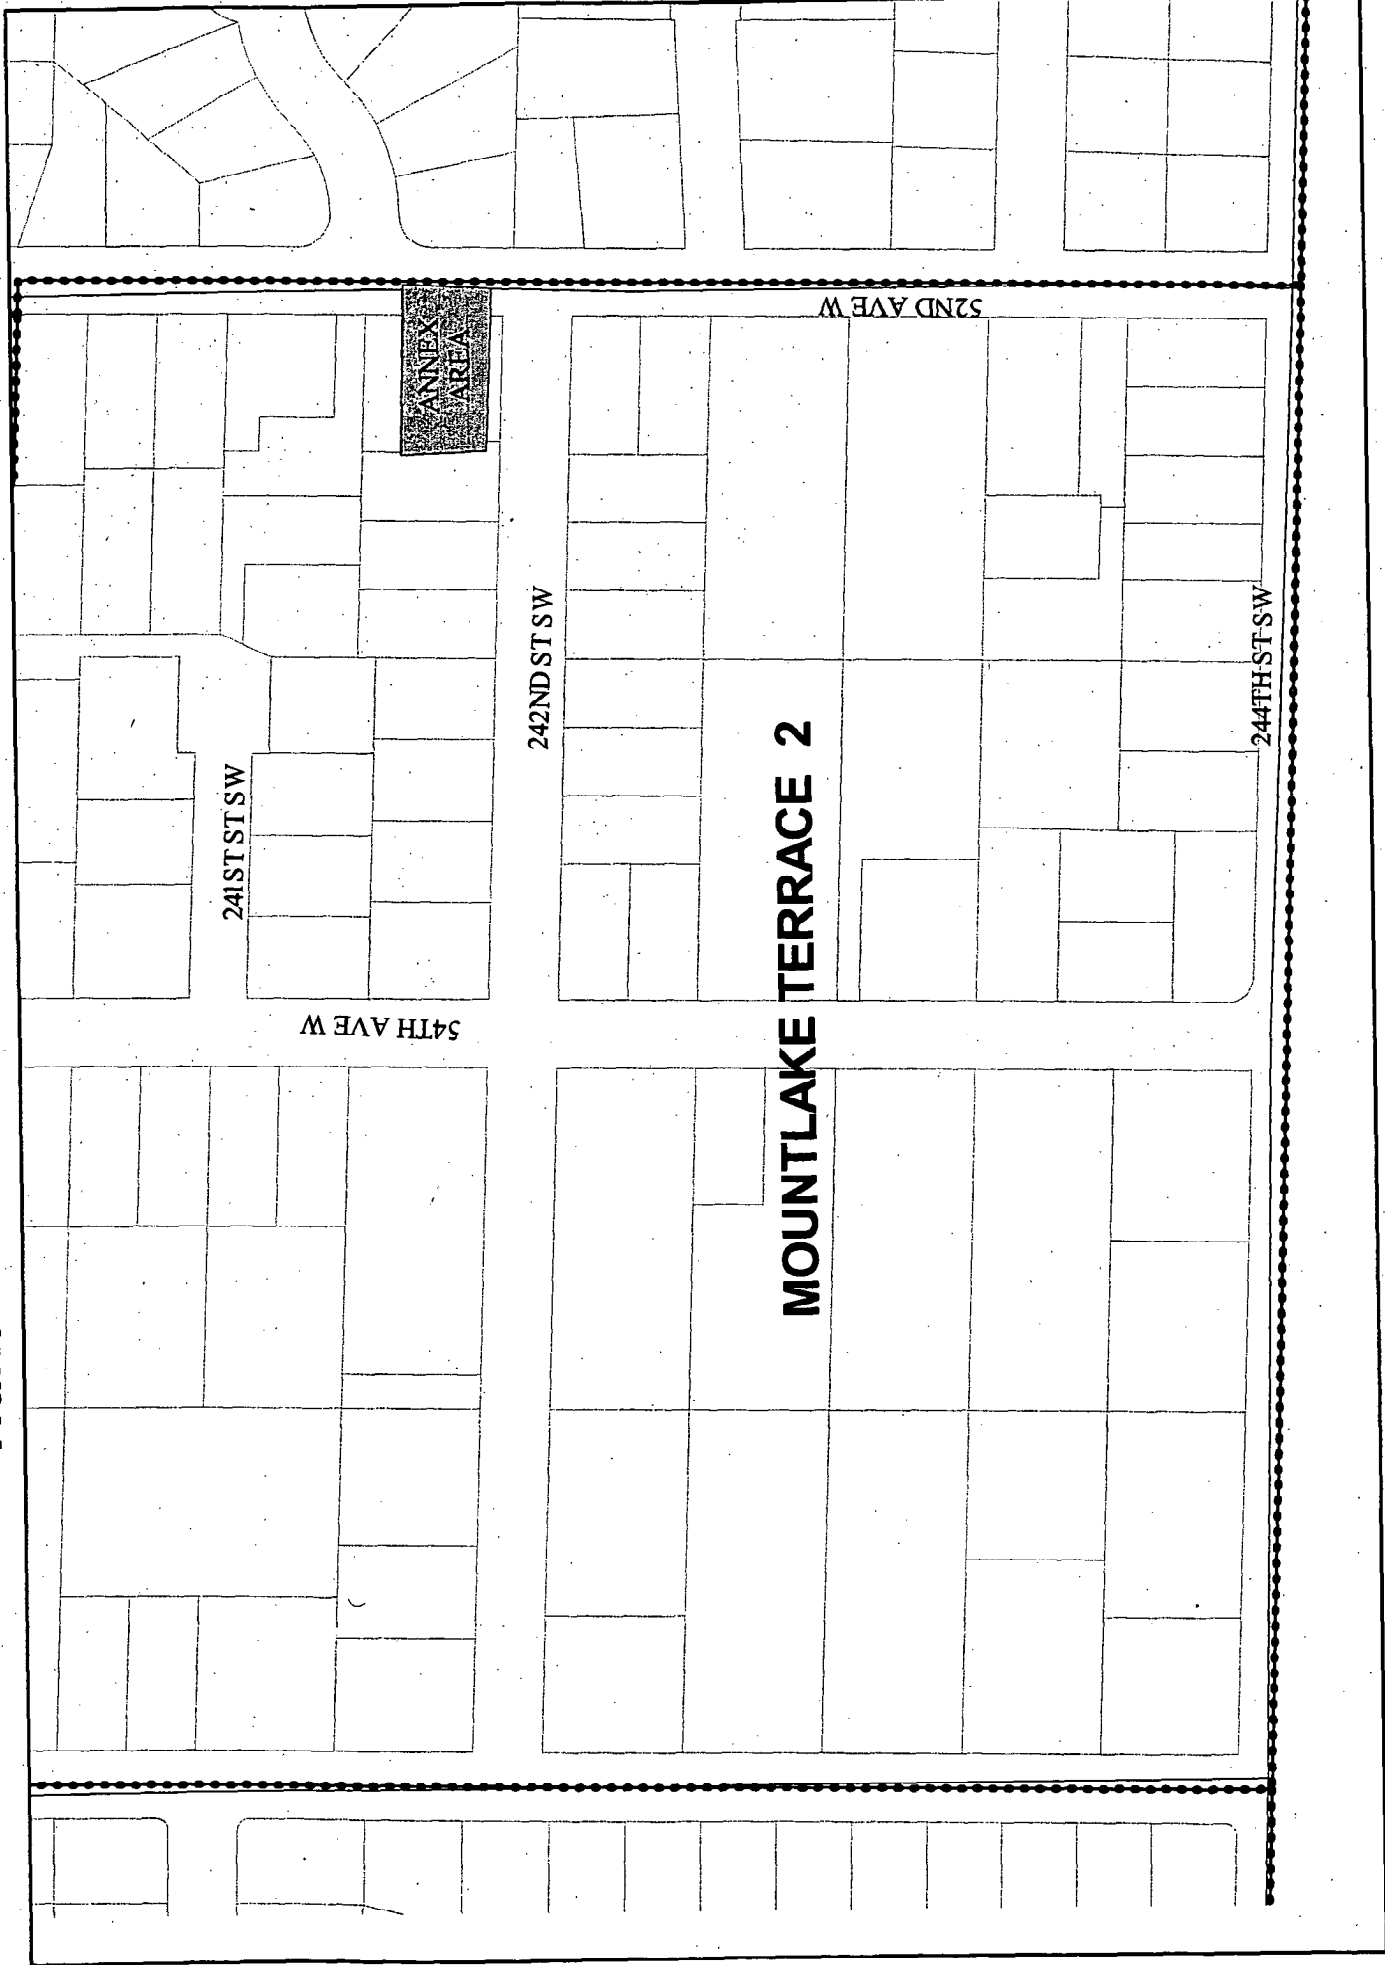 ANNEX
AREA
52ND AVE W
242ND ST SW
244TH ST SW
241ST ST SW
54TH AVE W
MOUNTLAKE TERRACE 2